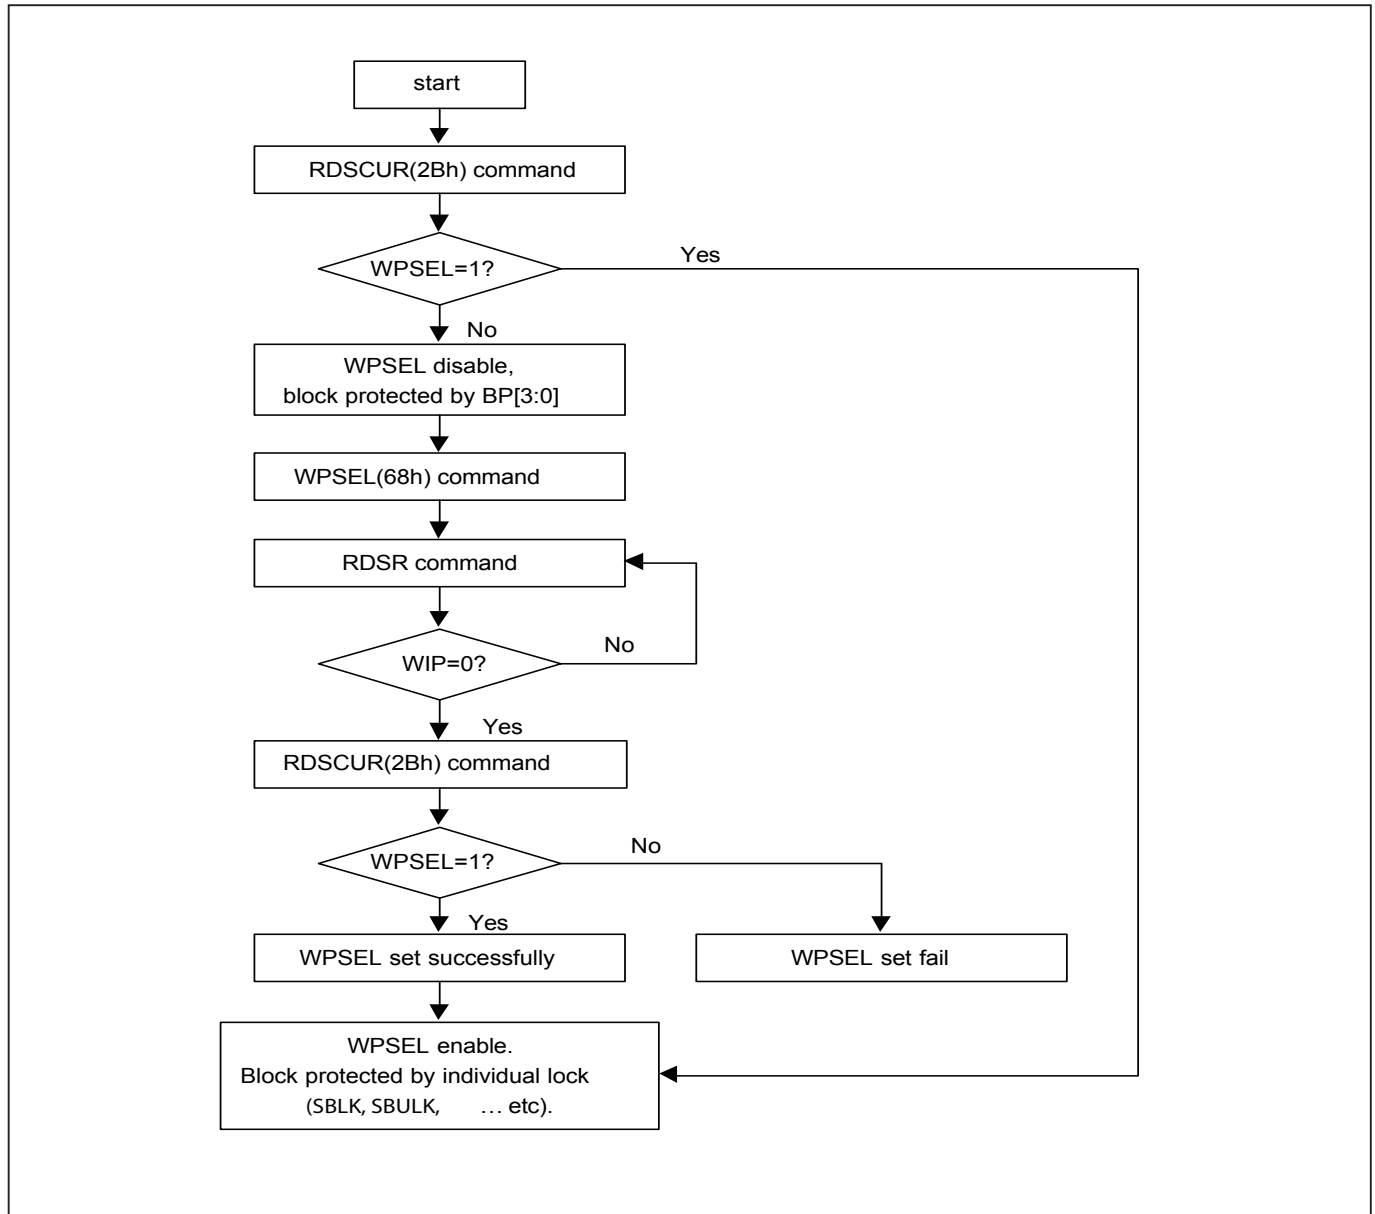 start
RDSCUR(2Bh) command
WPSEL=1?
Yes
No
WPSEL disable,
block protected by BP[3:0]
WPSEL(68h) command
RDSR command
WIP=0?
No
Yes
RDSCUR(2Bh) command
WPSEL=1?
No
Yes
WPSEL set successfully
WPSEL set fail
WPSEL enable.
Block protected by individual lock
(SBLK, SBULK, … etc).